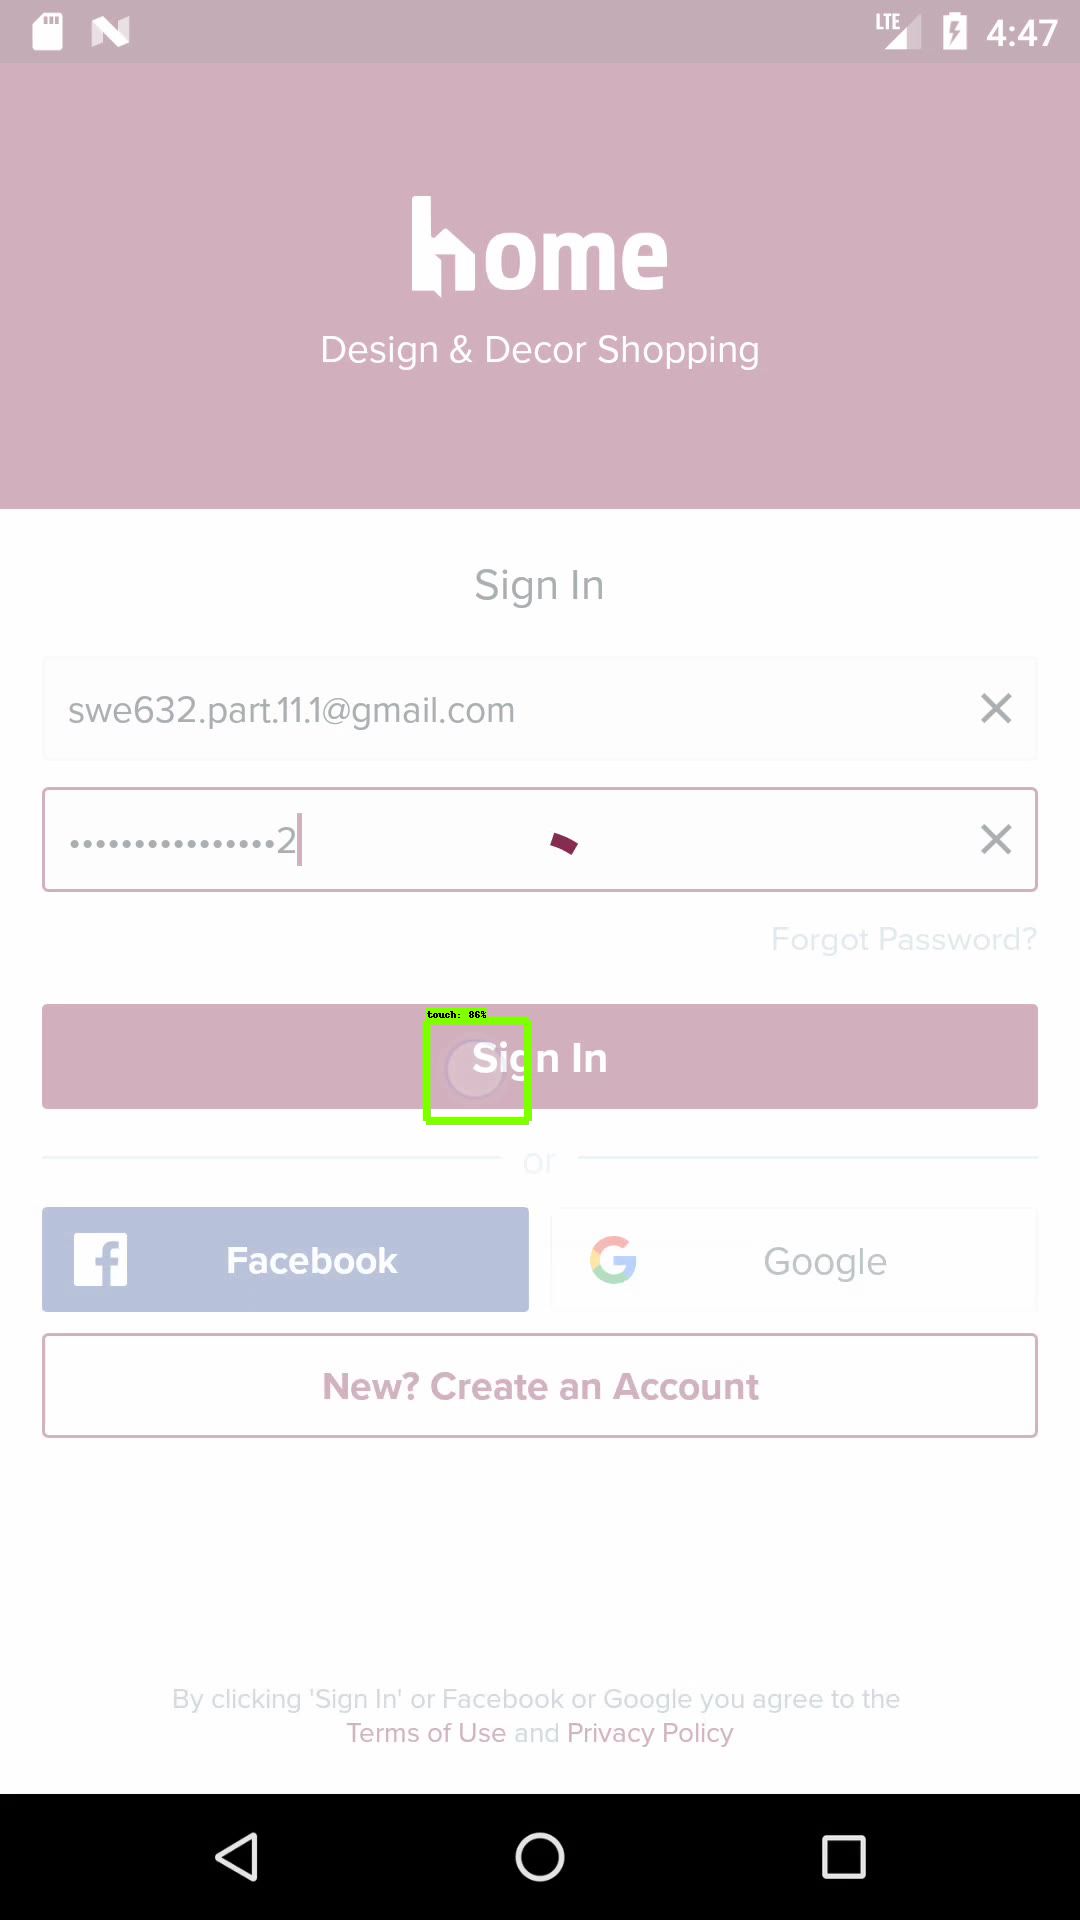 LTE 4:47
home
Design & Decor Shopping
Sign In
swe632.part.11.1@gmail.com
••••••••••••••••2
Forgot Password?
touch: 86%
Sign In
or
Facebook
Google
New? Create an Account
By clicking 'Sign In' or Facebook or Google you agree to the
Terms of Use and Privacy Policy